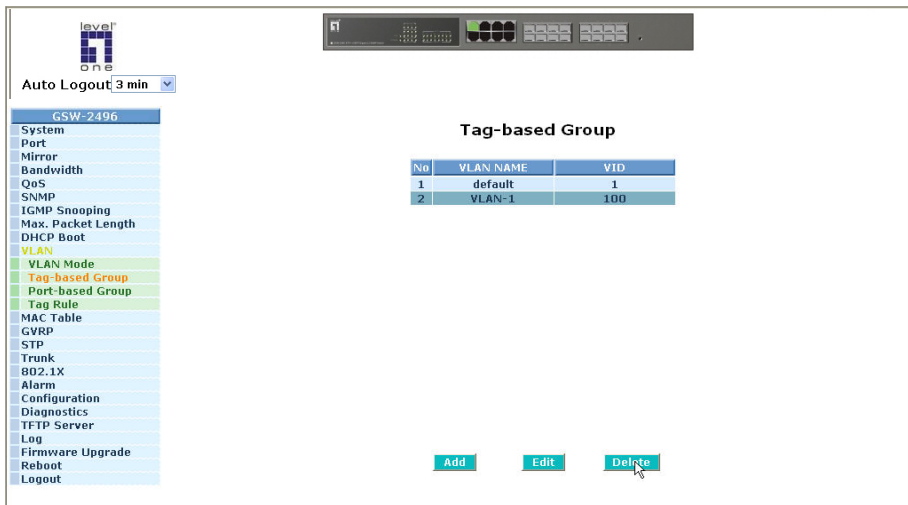 level
one
Auto Logout 3 min
GSW-2496
System
Port
Mirror
Bandwidth
QoS
SNMP
IGMP Snooping
Max. Packet Length
DHCP Boot
VLAN
VLAN Mode
Tag-based Group
Port-based Group
Tag Rule
MAC Table
GVRP
STP
Trunk
802.1X
Alarm
Configuration
Diagnostics
TFTP Server
Log
Firmware Upgrade
Reboot
Logout
Tag-based Group
No VLAN NAME VID
1 default 1
2 VLAN-1 100
Add Edit Delete